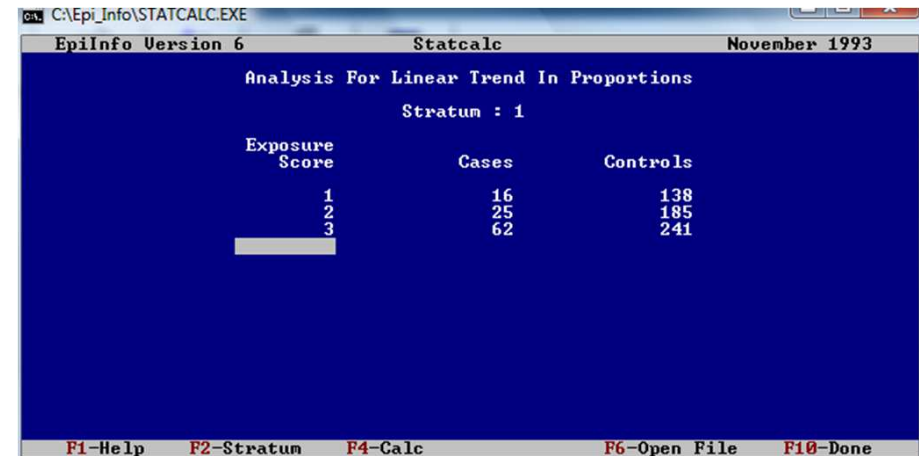 C:\Epi_Info\STATCALC.EXE
EpiInfo Version 6 Statcalc November 1993
Analysis For Linear Trend In Proportions
Stratum : 1
Exposure
Score Cases Controls
1 16 138
2 25 185
3 62 241
F1-Help F2-Stratum F4-Calc F6-Open File F10-Done